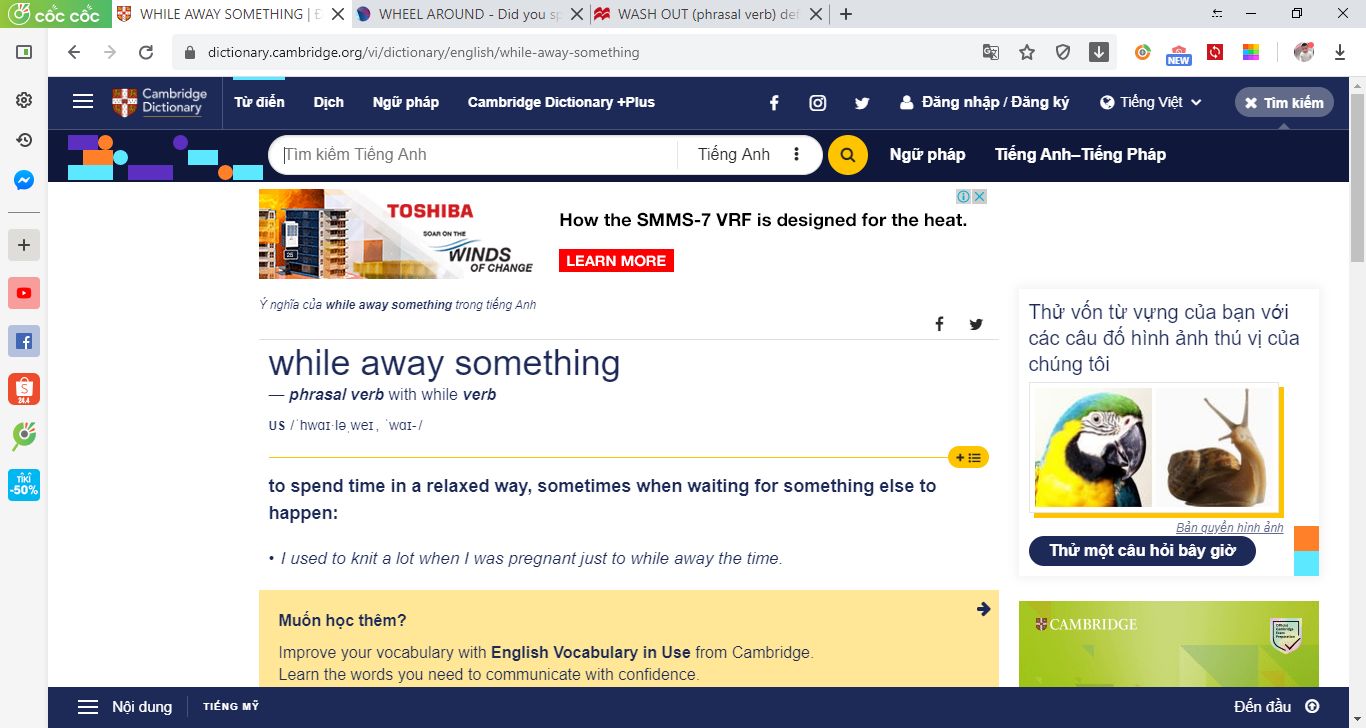 cốc cốc
WHILE AWAY SOMETHING |
WHEEL AROUND - Did you sp
WASH OUT (phrasal verb) def
dictionary.cambridge.org/vi/dictionary/english/while-away-something
NEW
Cambridge
Dictionary
Từ điển Dịch Ngữ pháp Cambridge Dictionary +Plus Đăng nhập / Đăng ký Tiếng Việt Tìm kiếm
Tìm kiếm Tiếng Anh Tiếng Anh Ngữ pháp Tiếng Anh–Tiếng Pháp
TOSHIBA
SOAR ON THE
WINDS
OF CHANGE
How the SMMS-7 VRF is designed for the heat.
LEARN MORE
Ý nghĩa của while away something trong tiếng Anh
while away something
— phrasal verb with while verb
US /ˈhwɑɪ·ləˌweɪ, ˈwɑɪ-/
to spend time in a relaxed way, sometimes when waiting for something else to
happen:
• I used to knit a lot when I was pregnant just to while away the time.
Muốn học thêm?
Improve your vocabulary with English Vocabulary in Use from Cambridge.
Learn the words you need to communicate with confidence.
Thử vốn từ vựng của bạn với
các câu đố hình ảnh thú vị của
chúng tôi
Bản quyền hình ảnh
Thử một câu hỏi bây giờ
CAMBRIDGE
24.4
TIKI
-50%
Nội dung TIẾNG MỸ Đến đầu